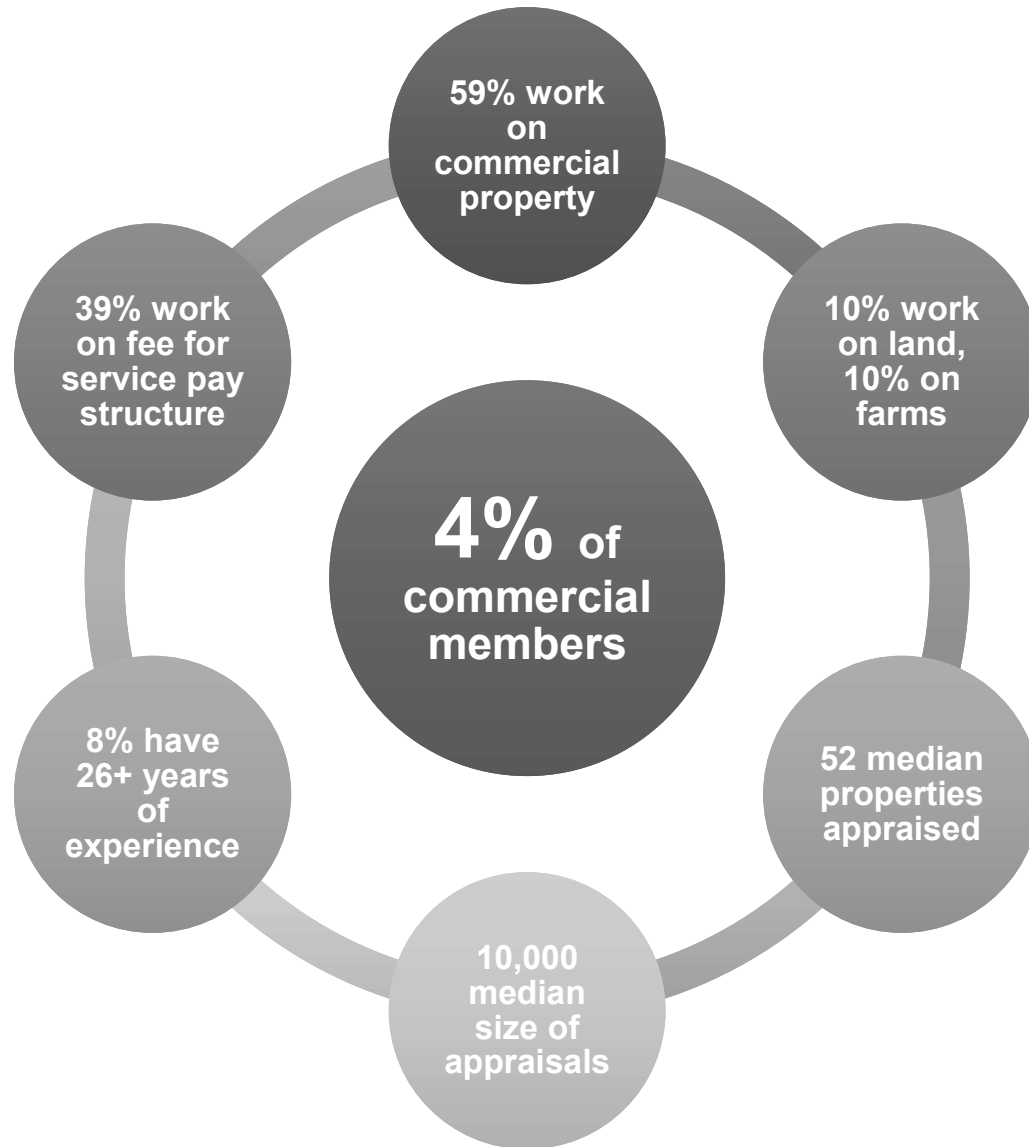 59% work
on
commercial
property
10% work
on land,
10% on
farms
52 median
properties
appraised
10,000
median
size of
appraisals
8% have
26+ years
of
experience
39% work
on fee for
service pay
structure
4% of
commercial
members